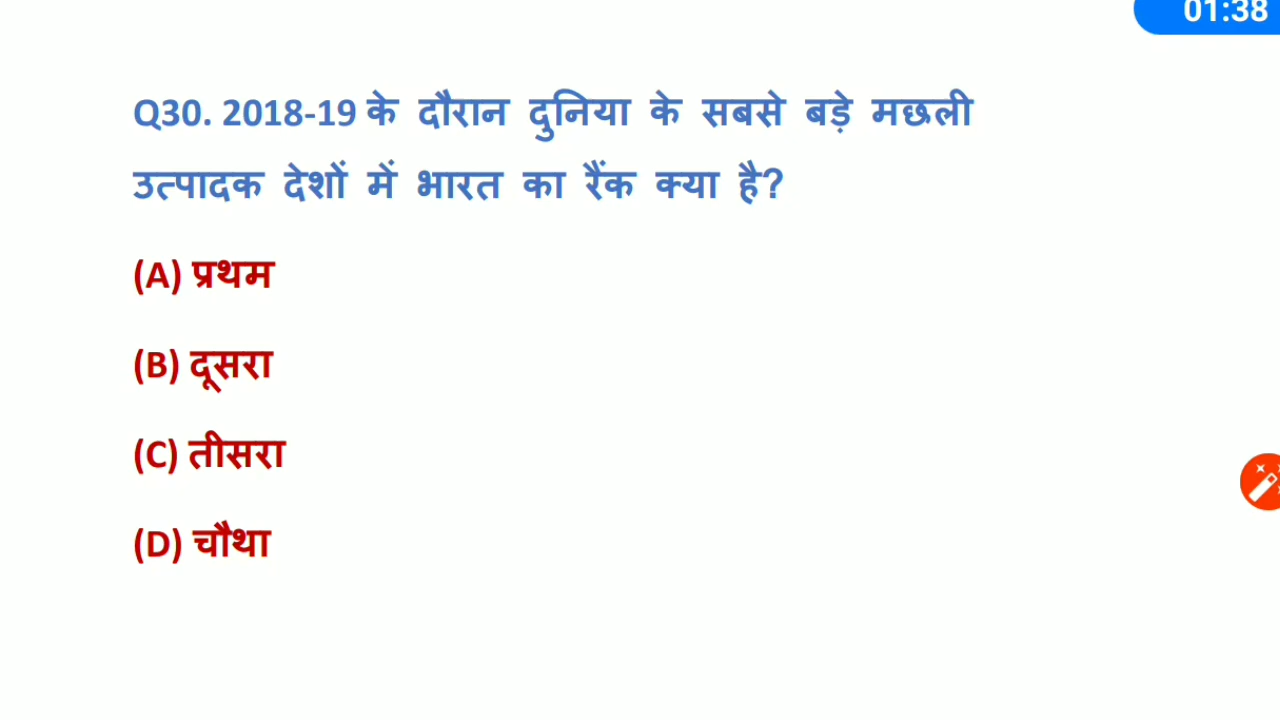 01:38
Q30. 2018-19 के दौरान दुनिया के सबसे बड़े मछली
उत्पादक देशों में भारत का रैंक क्या है?
(A) प्रथम
(B) दूसरा
(C) तीसरा
(D) चौथा